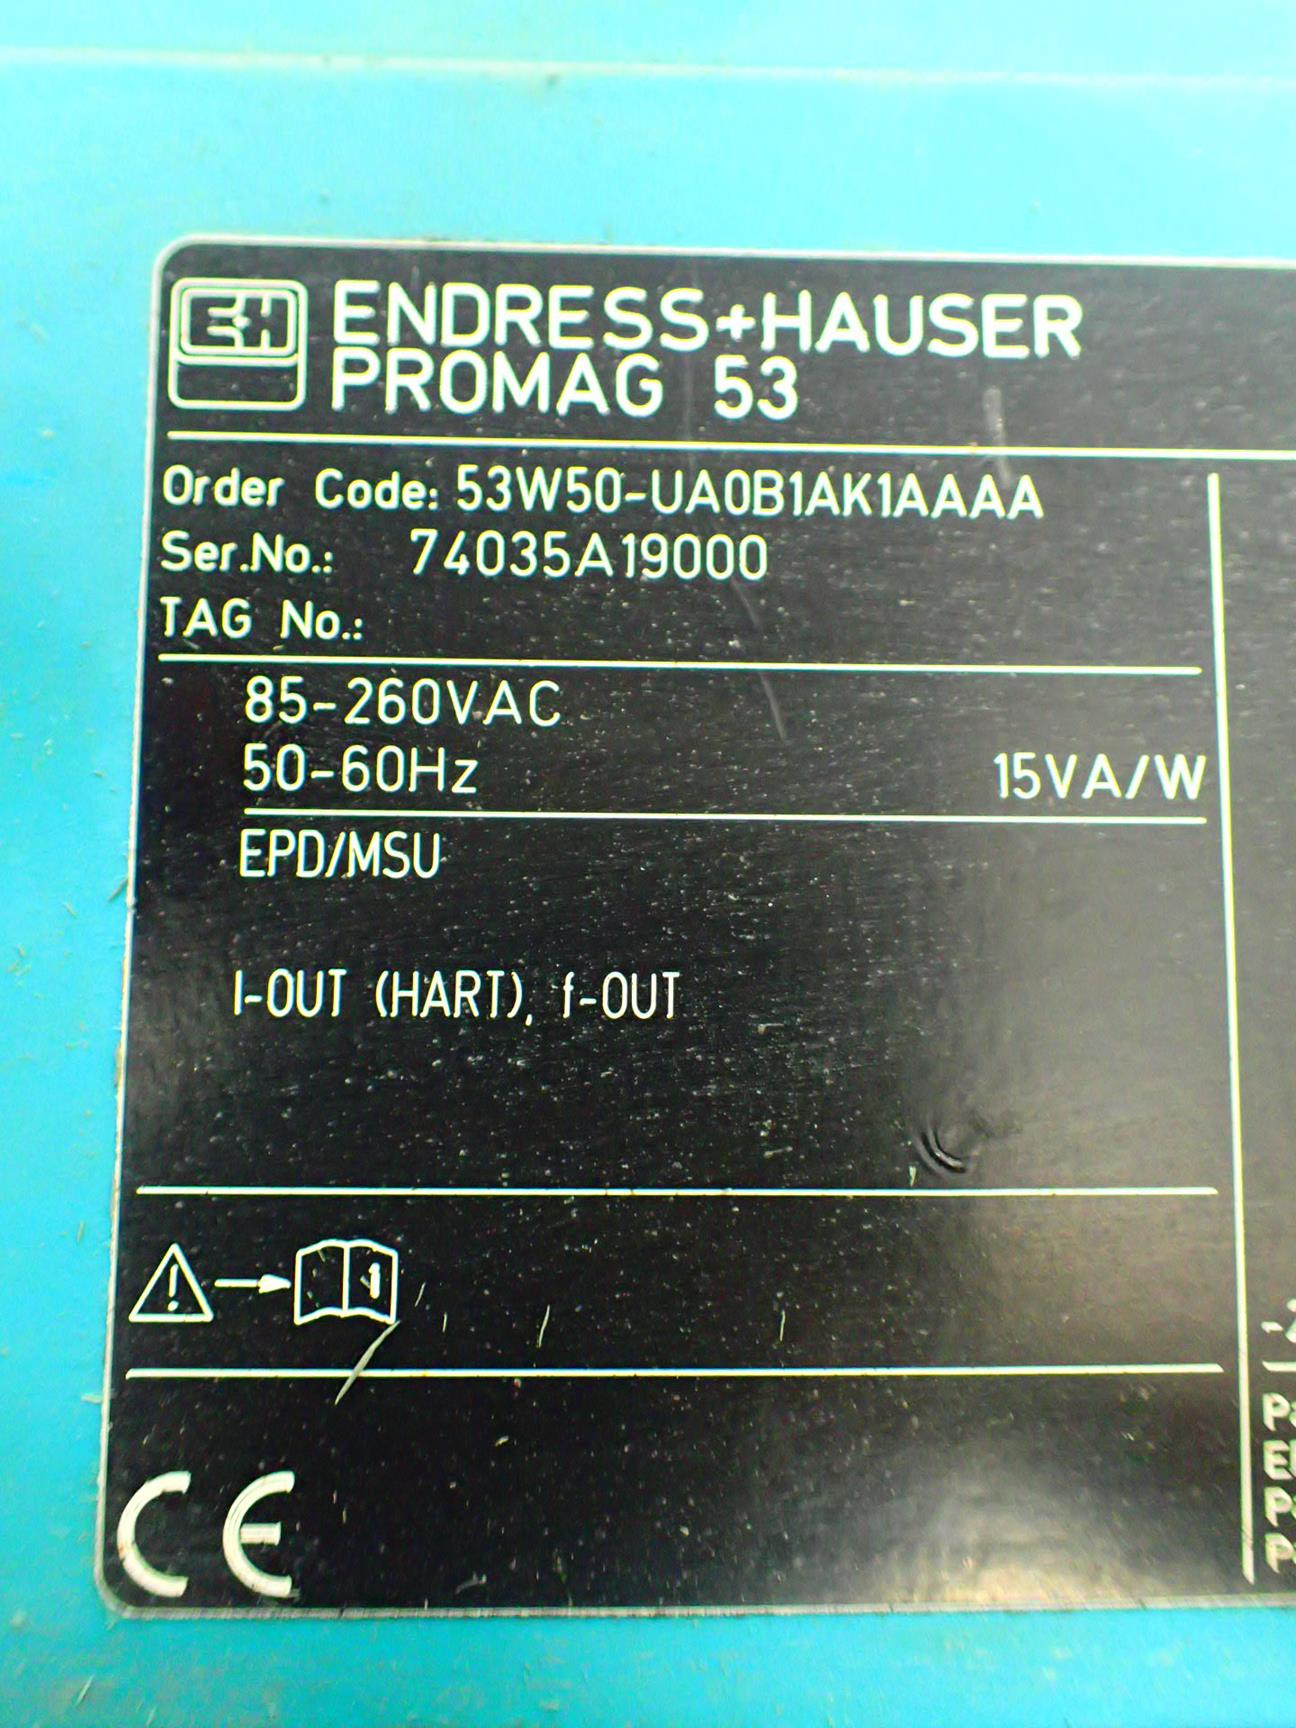 E+H
ENDRESS+HAUSER
PROMAG 53
Order Code: 53W50-UA0B1AK1AAAA
Ser.No.: 74035A19000
TAG No.:
85-260VAC
50-60Hz 15VA/W
EPD/MSU
I-OUT (HART), f-OUT
i
CE